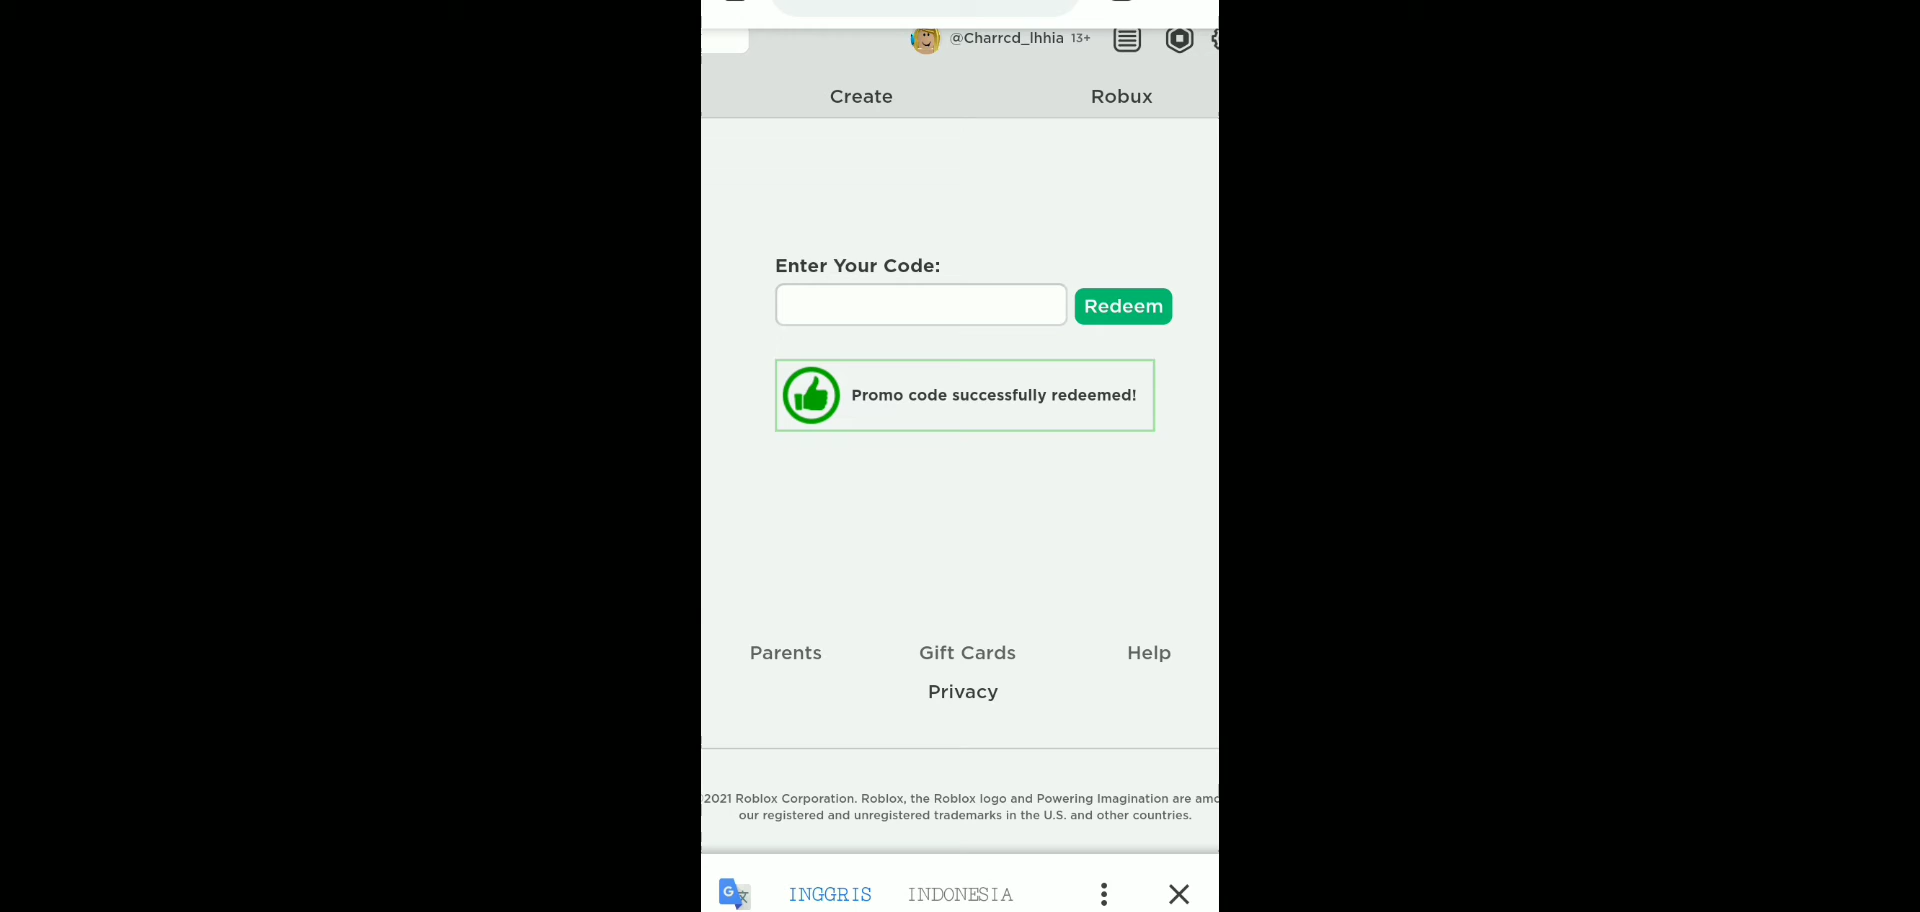 @Charrcd_lhhia 13+
Create Robux
Enter Your Code:
Redeem
Promo code successfully redeemed!
Parents Gift Cards Help
Privacy
2021 Roblox Corporation. Roblox, the Roblox logo and Powering Imagination are
our registered and unregistered trademarks in the U.S. and other countries.
INGGRIS INDONESIA